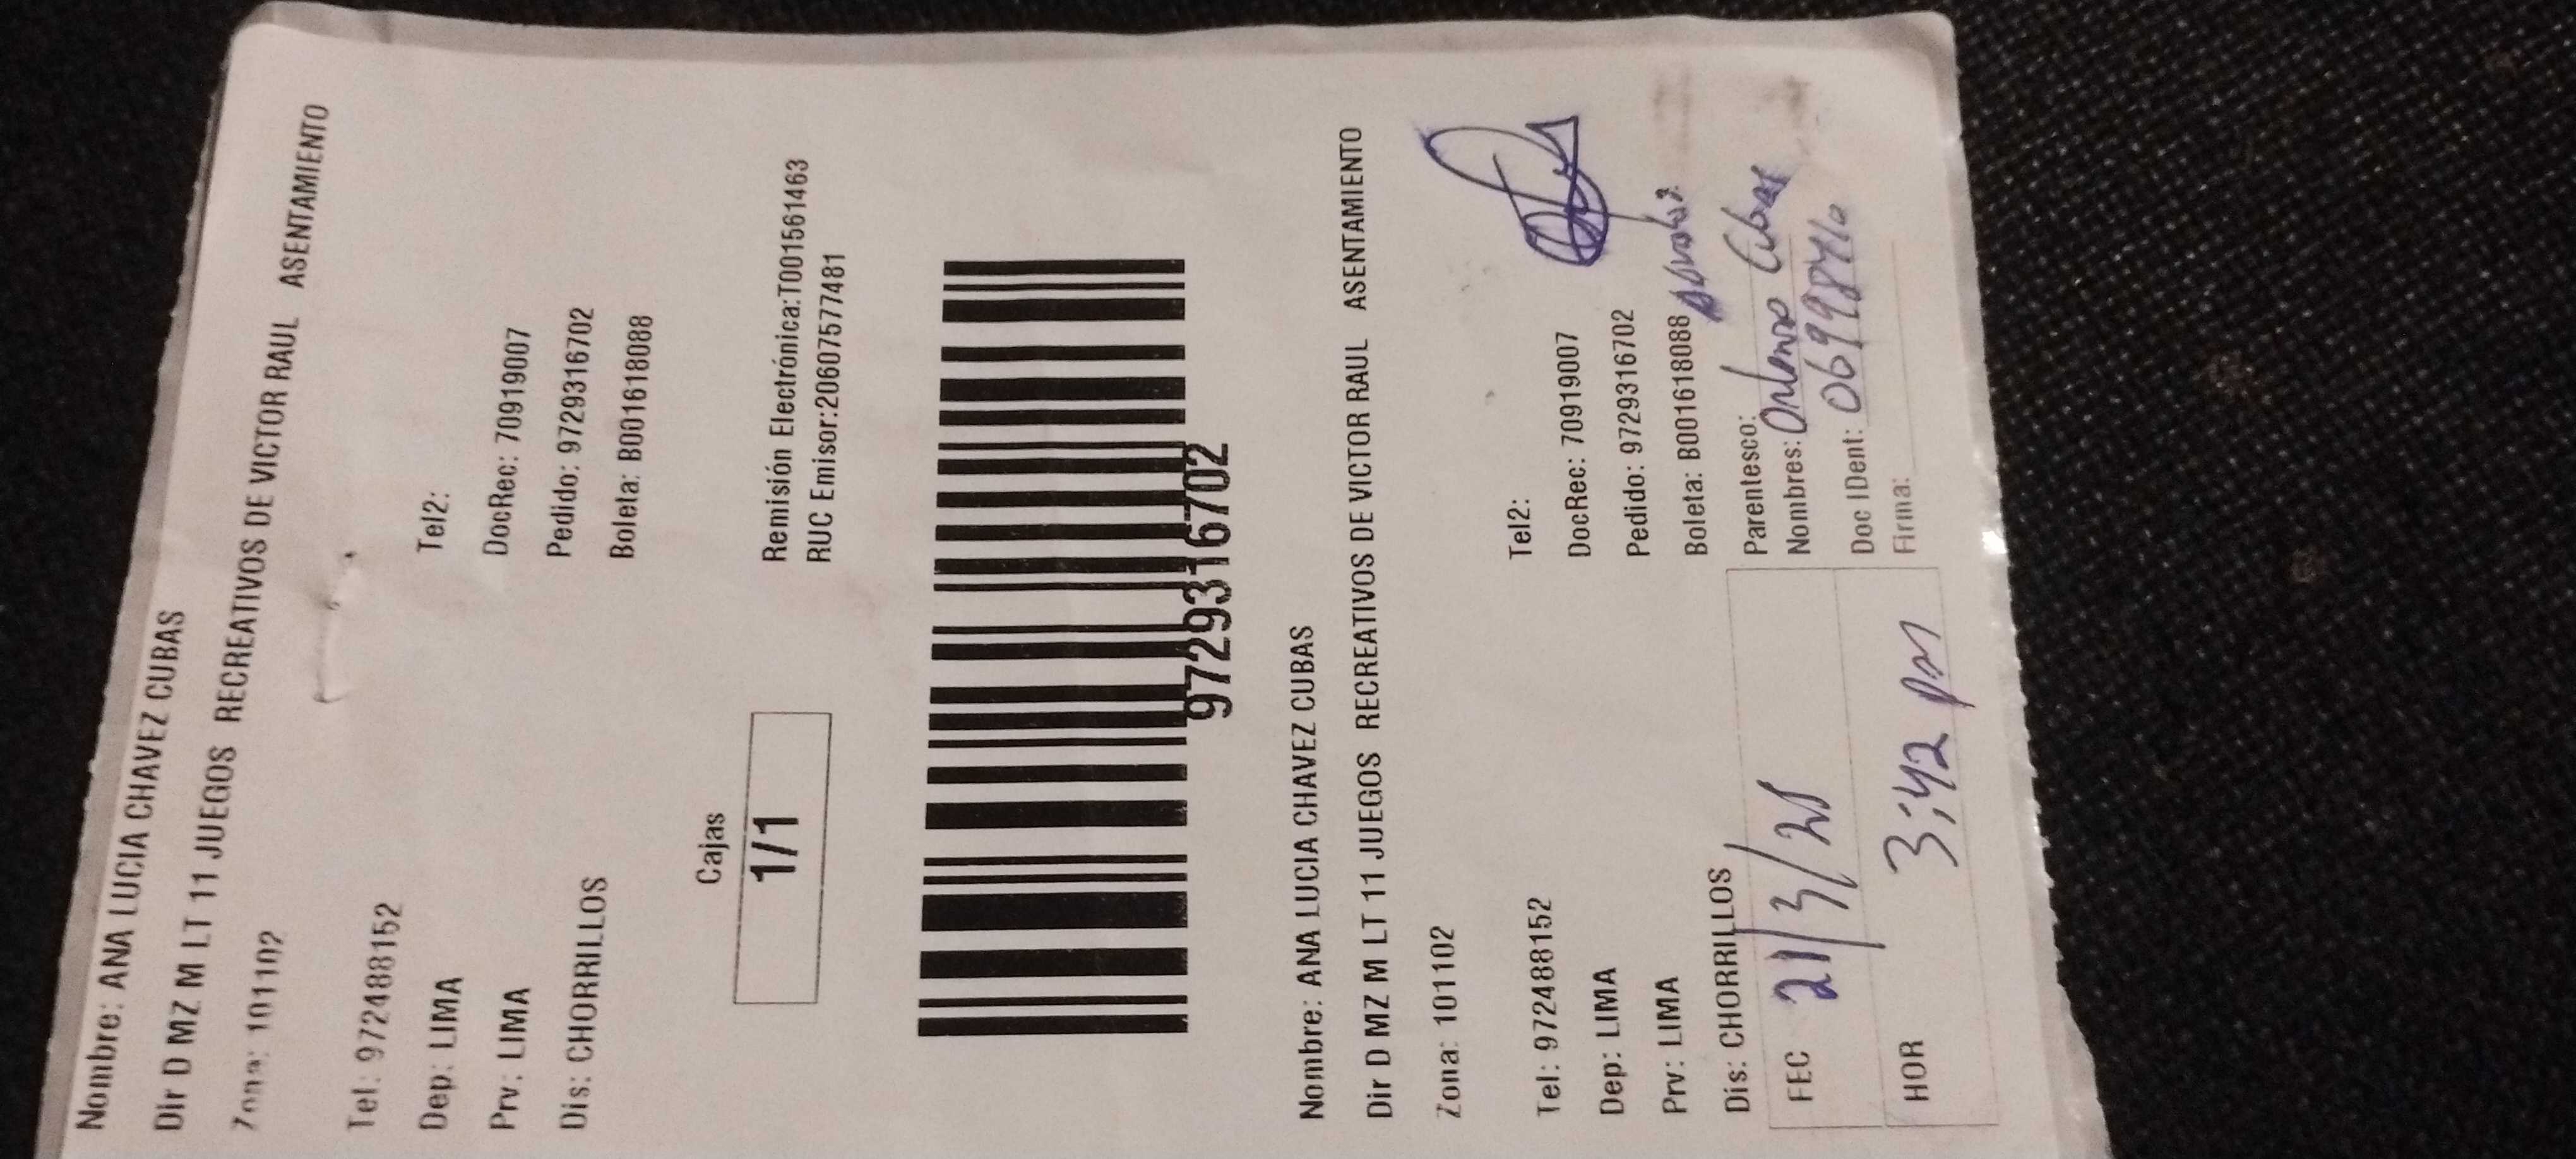 Nombre: ANA LUCIA CHAVEZ CUBAS
Dir D MZ M LT 11 JUEGOS RECREATIVOS DE VICTOR RAUL ASENTAMIENTO
Zona: 101102
Tel: 972488152 Tel2:
Dep: LIMA DocRec: 70919007
Prv: LIMA Pedido: 9729316702
Dis: CHORRILLOS Boleta: B001618088
Cajas
1/1
Remisión Electrónica:T001561463
RUC Emisor:20607577481
9729316702
Nombre: ANA LUCIA CHAVEZ CUBAS
Dir D MZ M LT 11 JUEGOS RECREATIVOS DE VICTOR RAUL ASENTAMIENTO
Zona: 101102
Tel: 972488152 Tel2:
Dep: LIMA DocRec: 70919007
Prv: LIMA Pedido: 9729316702
Dis: CHORRILLOS Boleta: B001618088
FEC 21/3/25 Parentesco:
Nombres: Cubas
HOR 3:42 pm Doc IDent:
Firma: